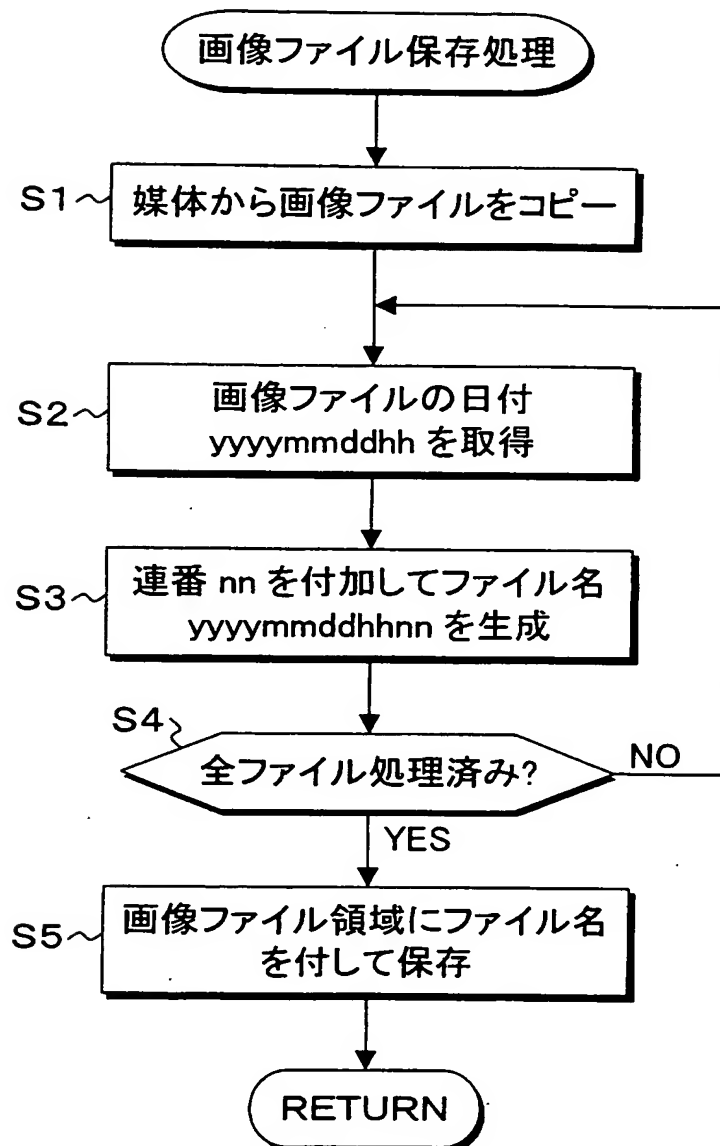 画像ファイル保存処理
S1 媒体から画像ファイルをコピー
S2 画像ファイルの日付
yyyymmddhh を取得
S3 連番 nn を付加してファイル名
yyyymmddhhnn を生成
S4 全ファイル処理済み? NO
YES
S5 画像ファイル領域にファイル名
を付して保存
RETURN